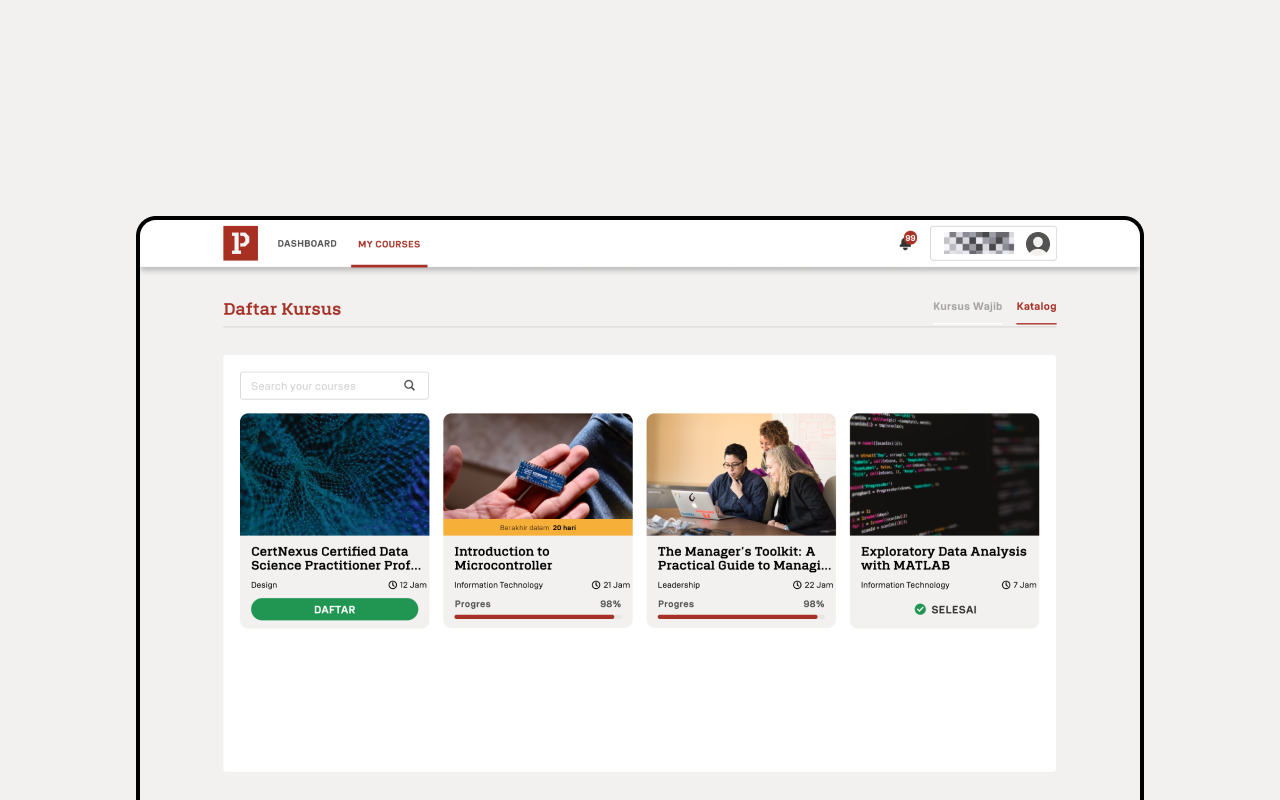 P
DASHBOARD
MY COURSES
99
Daftar Kursus
Kursus Wajib
Katalog
Search your courses
Berakhir dalam 20 hari
CertNexus Certified Data
Science Practitioner Prof...
Design
12 Jam
DAFTAR
Introduction to
Microcontroller
Information Technology
21 Jam
Progres
98%
The Manager's Toolkit: A
Practical Guide to Managi...
Leadership
22 Jam
Progres
98%
Exploratory Data Analysis
with MATLAB
Information Technology
7 Jam
SELESAI